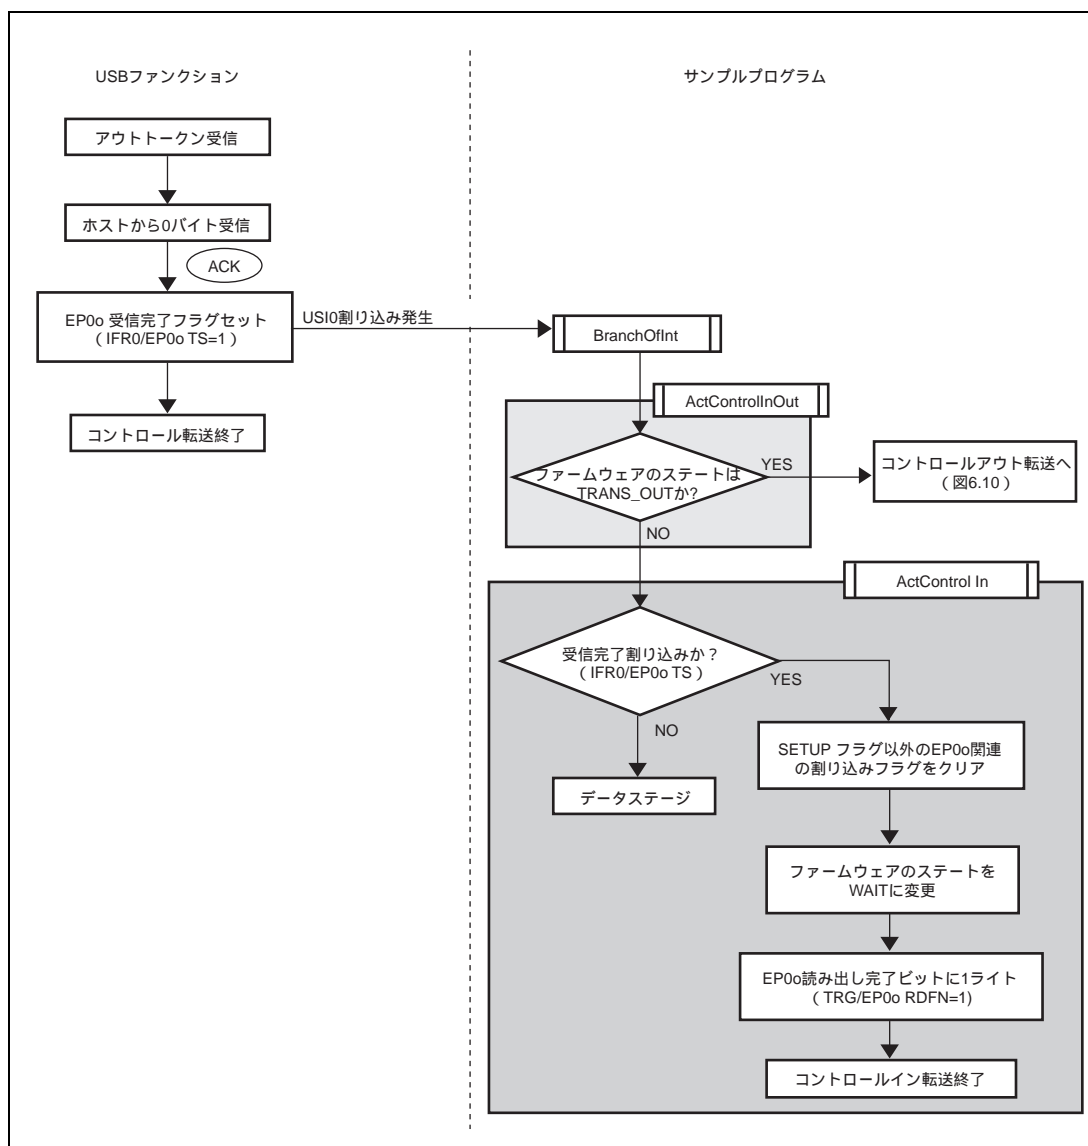 USBファンクション
サンプルプログラム
アウトトークン受信
ホストから0バイト受信
ACK
EP0o 受信完了フラグセット
（ IFR0/EP0o TS=1 ）
USI0割り込み発生
コントロール転送終了
BranchOfInt
ActControlInOut
ファームウェアのステートは
TRANS_OUTか?
YES
コントロールアウト転送へ
（ 図6.10 ）
NO
ActControl In
受信完了割り込みか？
（ IFR0/EP0o TS ）
YES
NO
データステージ
SETUP フラグ以外のEP0o関連
の割り込みフラグをクリア
ファームウェアのステートを
WAITに変更
EP0o読み出し完了ビットに1ライト
（ TRG/EP0o RDFN=1)
コントロールイン転送終了